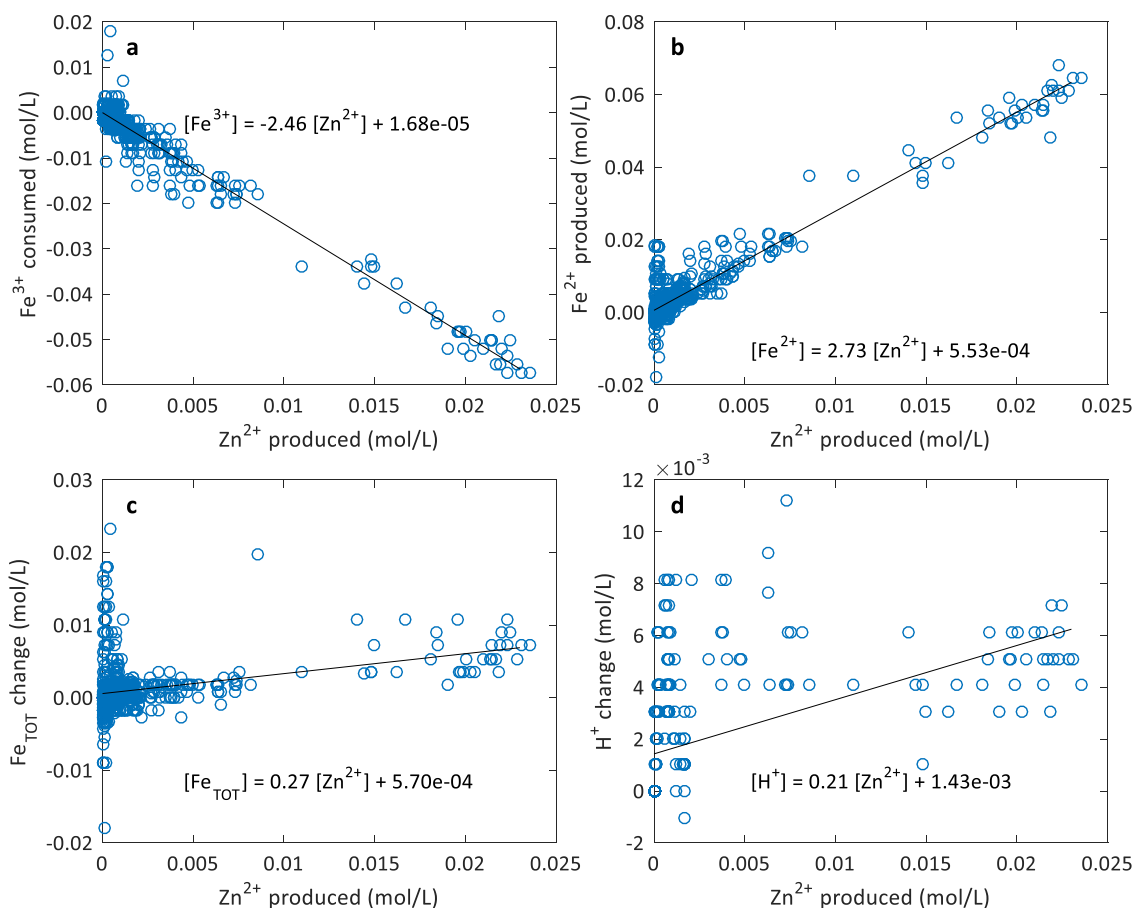 a
[Fe³⁺] = -2.46 [Zn²⁺] + 1.68e-05
Fe³⁺ consumed (mol/L)
0.02
0.01
0.00
-0.01
-0.02
-0.03
-0.04
-0.05
-0.06
0 0.005 0.01 0.015 0.02 0.025
Zn²⁺ produced (mol/L)
b
[Fe²⁺] = 2.73 [Zn²⁺] + 5.53e-04
Fe²⁺ produced (mol/L)
0.08
0.06
0.04
0.02
0.00
-0.02
0 0.005 0.01 0.015 0.02 0.025
Zn²⁺ produced (mol/L)
c
[Fe_TOT] = 0.27 [Zn²⁺] + 5.70e-04
Fe_TOT change (mol/L)
0.03
0.02
0.01
0.00
-0.01
-0.02
0 0.005 0.01 0.015 0.02 0.025
Zn²⁺ produced (mol/L)
×10⁻³
d
[H⁺] = 0.21 [Zn²⁺] + 1.43e-03
H⁺ change (mol/L)
12
10
8
6
4
2
0
-2
0 0.005 0.01 0.015 0.02 0.025
Zn²⁺ produced (mol/L)